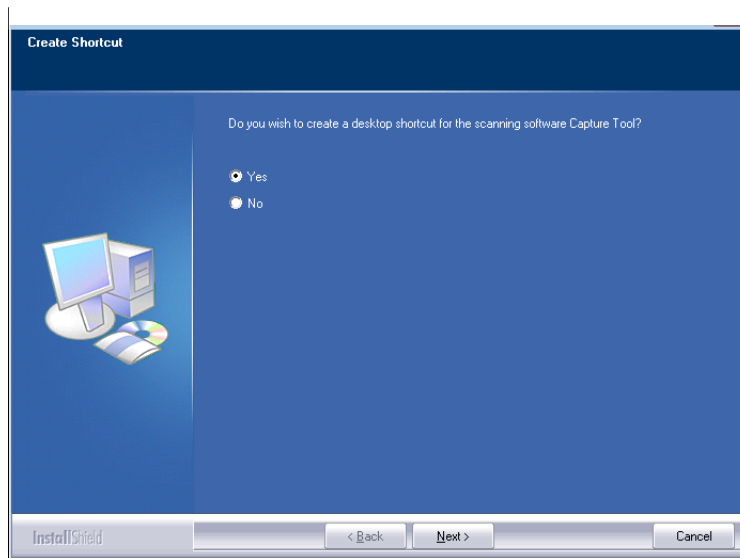 Create Shortcut
Do you wish to create a desktop shortcut for the scanning software Capture Tool?
Yes
No
InstallShield
< Back
Next >
Cancel